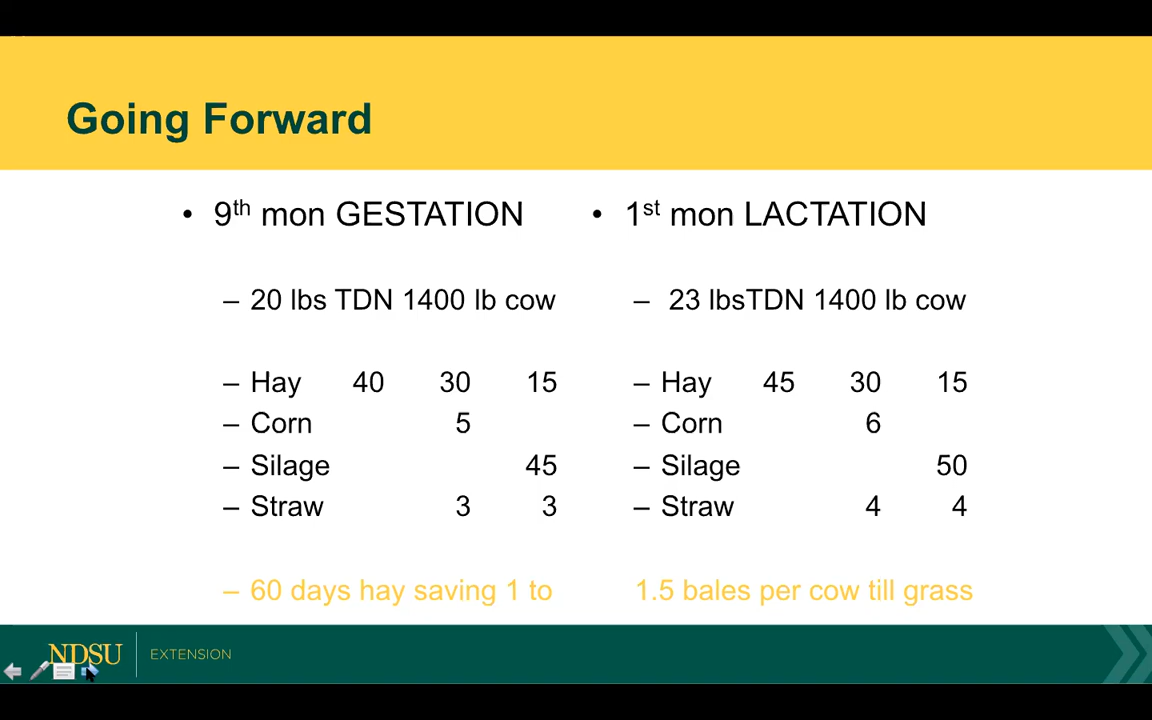 Going Forward
• 9th mon GESTATION
– 20 lbs TDN 1400 lb cow
– Hay 40 30 15
– Corn 5
– Silage 45
– Straw 3 3
– 60 days hay saving 1 to
• 1st mon LACTATION
– 23 lbsTDN 1400 lb cow
– Hay 45 30 15
– Corn 6
– Silage 50
– Straw 4 4
1.5 bales per cow till grass
NDSU EXTENSION